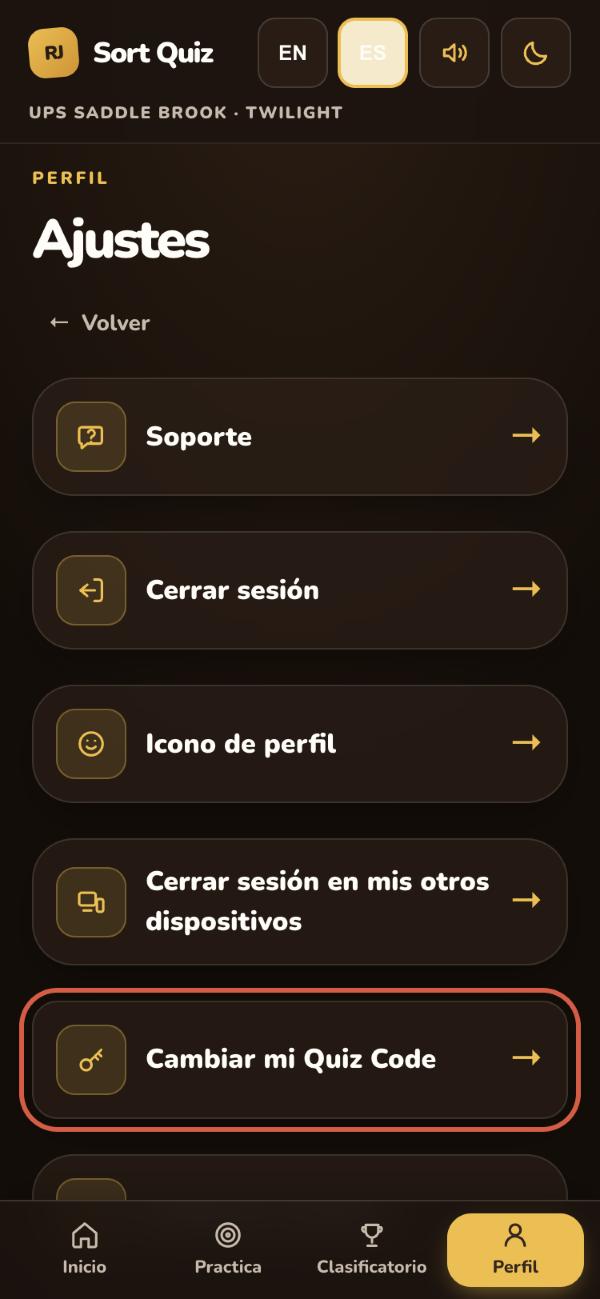 RJ
Sort Quiz
EN
ES
UPS SADDLE BROOK · TWILIGHT
PERFIL
Ajustes
← Volver
Soporte →
Cerrar sesión →
Icono de perfil →
Cerrar sesión en mis otros
dispositivos →
Cambiar mi Quiz Code →
Inicio
Practica
Clasificatorio
Perfil